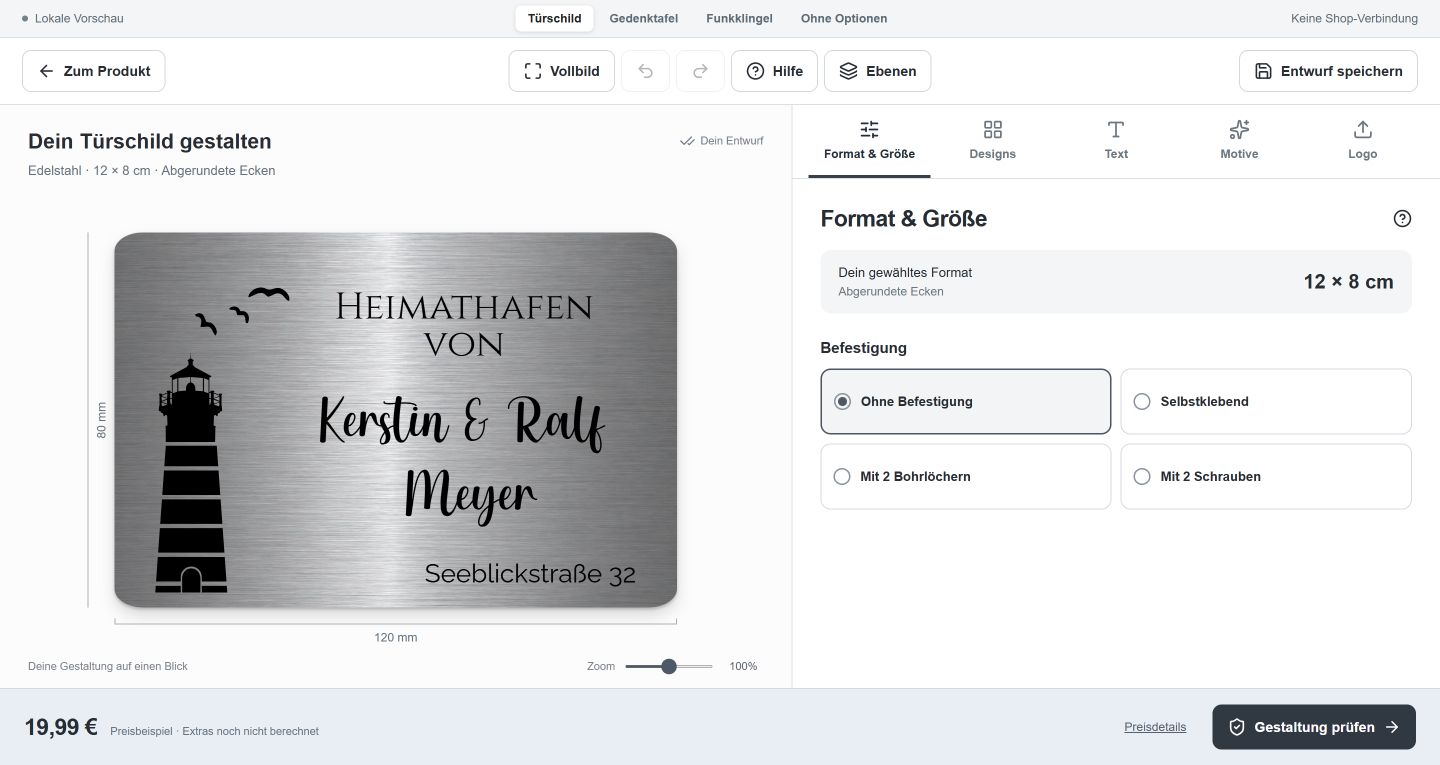 Lokale Vorschau
Türschild
Gedenktafel
Funkklingel
Ohne Optionen
Keine Shop-Verbindung
Zum Produkt
Vollbild
Hilfe
Ebenen
Entwurf speichern
Dein Türschild gestalten
Dein Entwurf
Edelstahl · 12 × 8 cm · Abgerundete Ecken
80 mm
Heimathafen
von
Kerstin & Ralf
Meyer
Seeblickstraße 32
120 mm
Deine Gestaltung auf einen Blick
Zoom
100%
Format & Größe
Designs
Text
Motive
Logo
Format & Größe
Dein gewähltes Format
Abgerundete Ecken
12 × 8 cm
Befestigung
Ohne Befestigung
Selbstklebend
Mit 2 Bohrlöchern
Mit 2 Schrauben
19,99 €
Preisbeispiel · Extras noch nicht berechnet
Preisdetails
Gestaltung prüfen